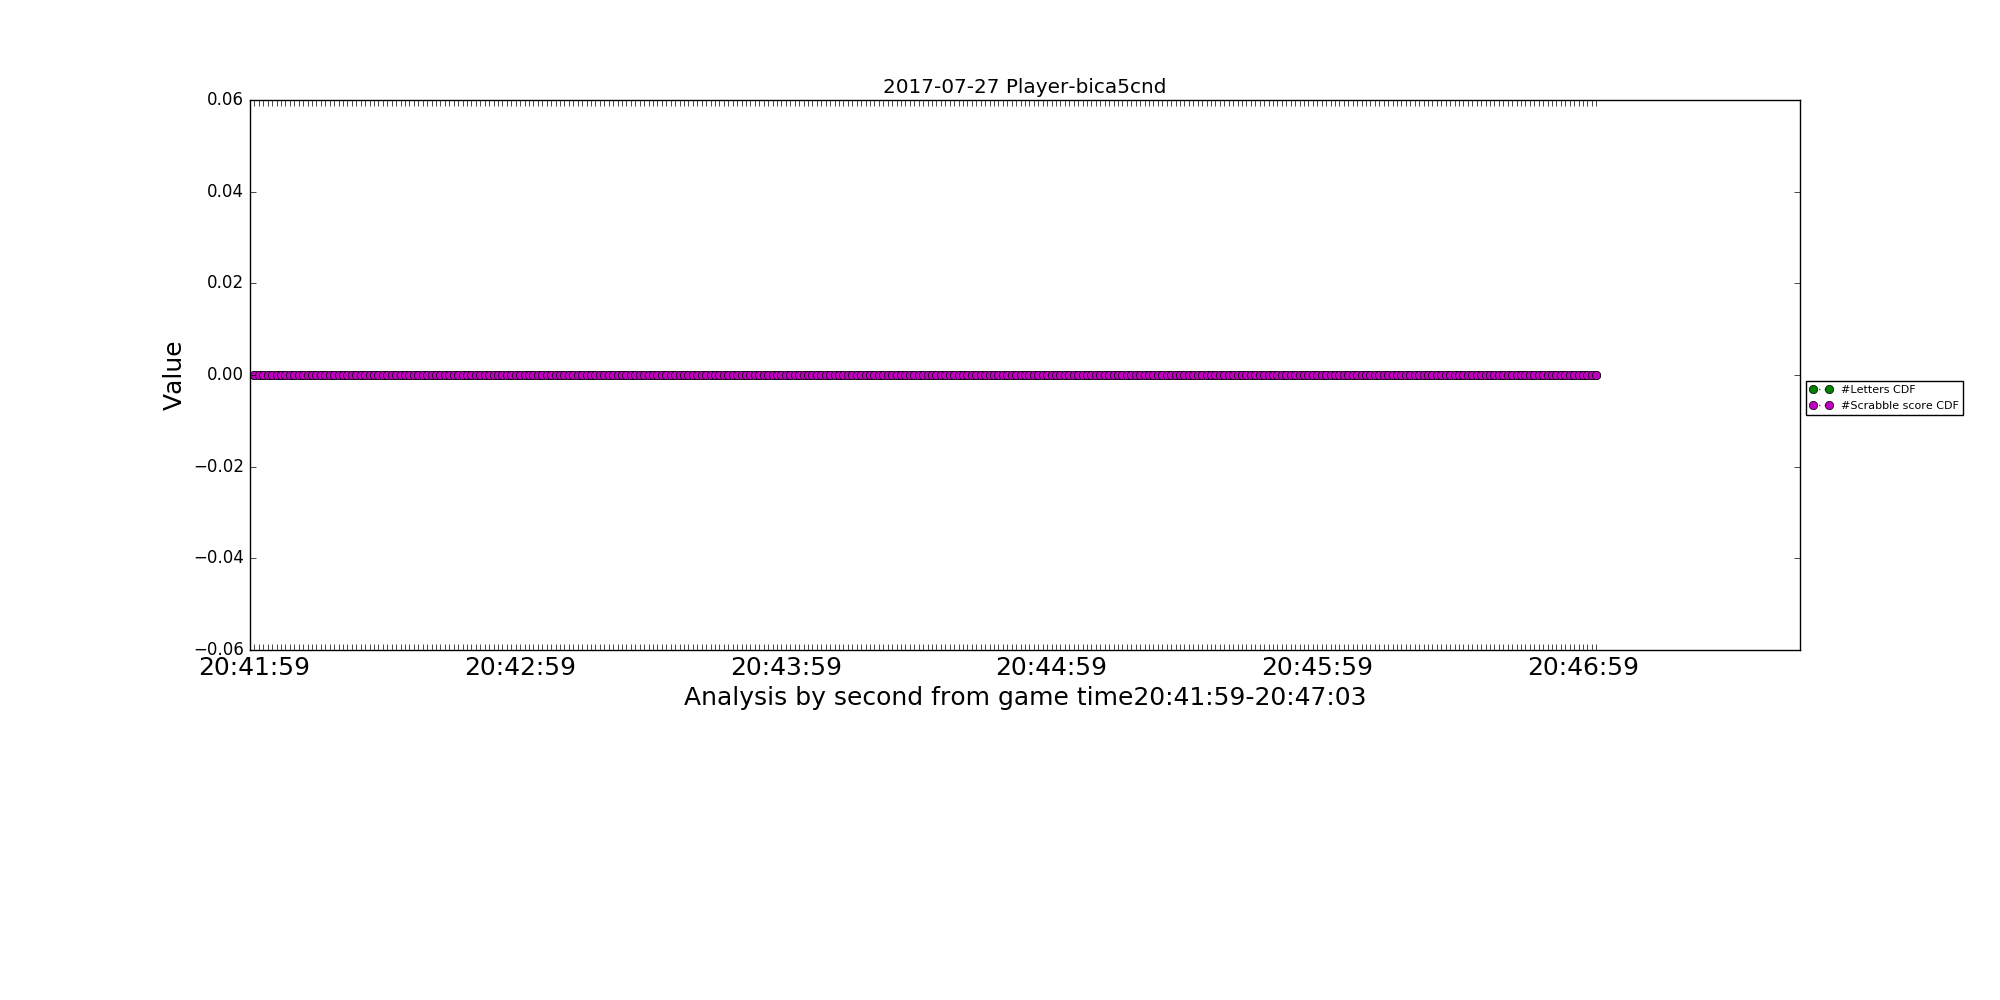 2017-07-27 Player-bica5cnd
0.06
0.04
0.02
0.00
−0.02
−0.04
−0.06
Value
#Letters CDF
#Scrabble score CDF
20:41:59 20:42:59 20:43:59 20:44:59 20:45:59 20:46:59
Analysis by second from game time20:41:59-20:47:03